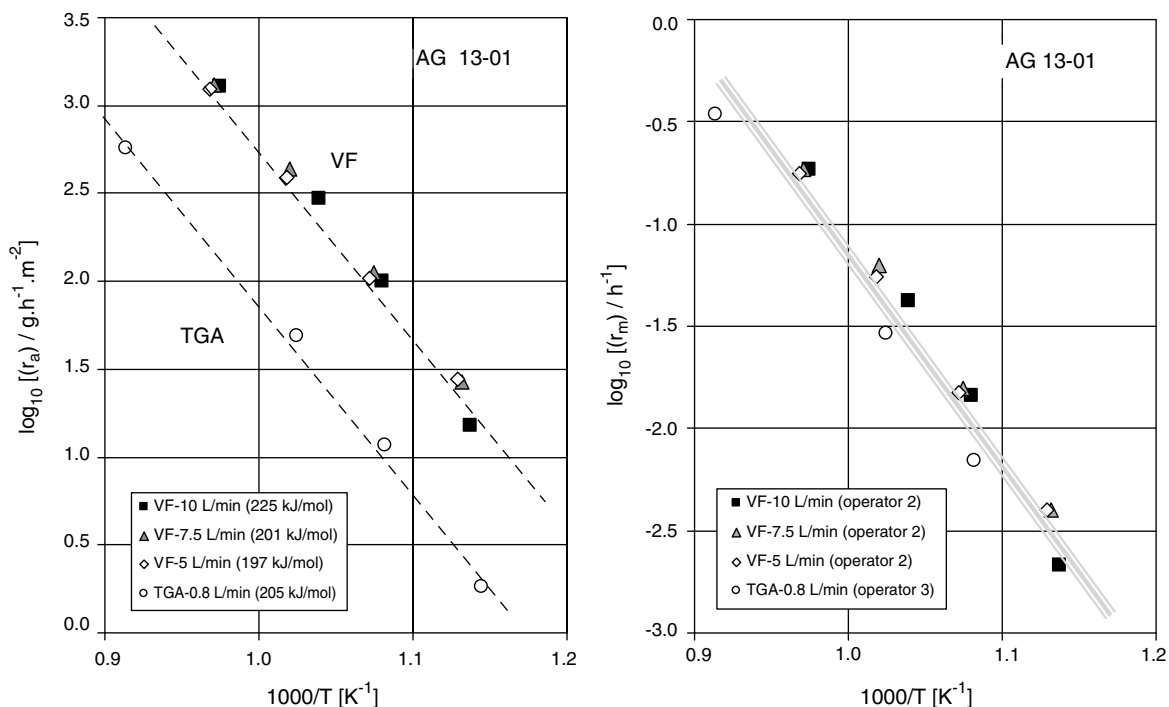 3.5
3.0
2.5
2.0
1.5
1.0
0.5
0.0
log₁₀ [(rₐ) / g.h⁻¹.m⁻²]
AG 13-01
VF
TGA
VF-10 L/min (225 kJ/mol)
VF-7.5 L/min (201 kJ/mol)
VF-5 L/min (197 kJ/mol)
TGA-0.8 L/min (205 kJ/mol)
0.9 1.0 1.1 1.2
1000/T [K⁻¹]
0.0
-0.5
-1.0
-1.5
-2.0
-2.5
-3.0
log₁₀ [(rₘ) / h⁻¹]
AG 13-01
VF-10 L/min (operator 2)
VF-7.5 L/min (operator 2)
VF-5 L/min (operator 2)
TGA-0.8 L/min (operator 3)
0.9 1.0 1.1 1.2
1000/T [K⁻¹]